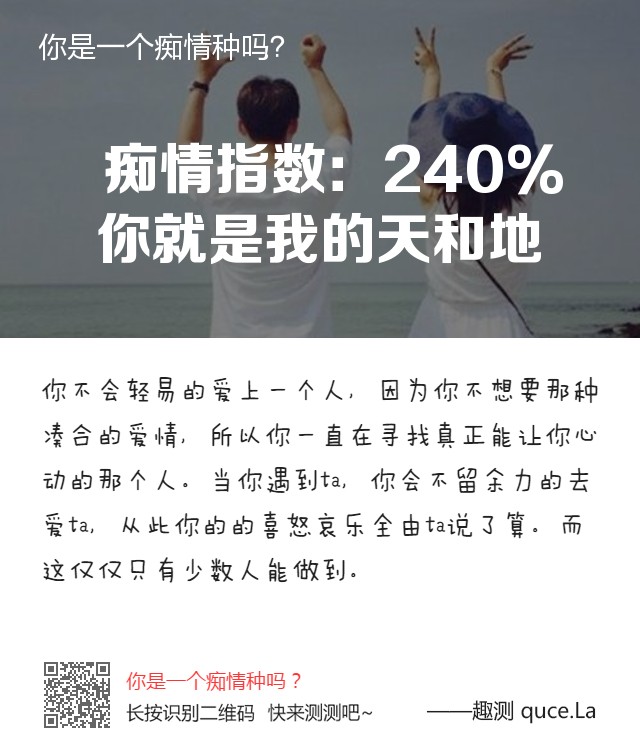 你是一个痴情种吗?
痴情指数：240%
你就是我的天和地
你不会轻易的爱上一个人，因为你不想要那种
凑合的爱情，所以你一直在寻找真正能让你心
动的那个人。当你遇到ta，你会不留余力的去
爱ta，从此你的的喜怒哀乐全由ta说了算。而
这仅仅只有少数人能做到。
你是一个痴情种吗？
长按识别二维码 快来测测吧~
——趣测 quce.La